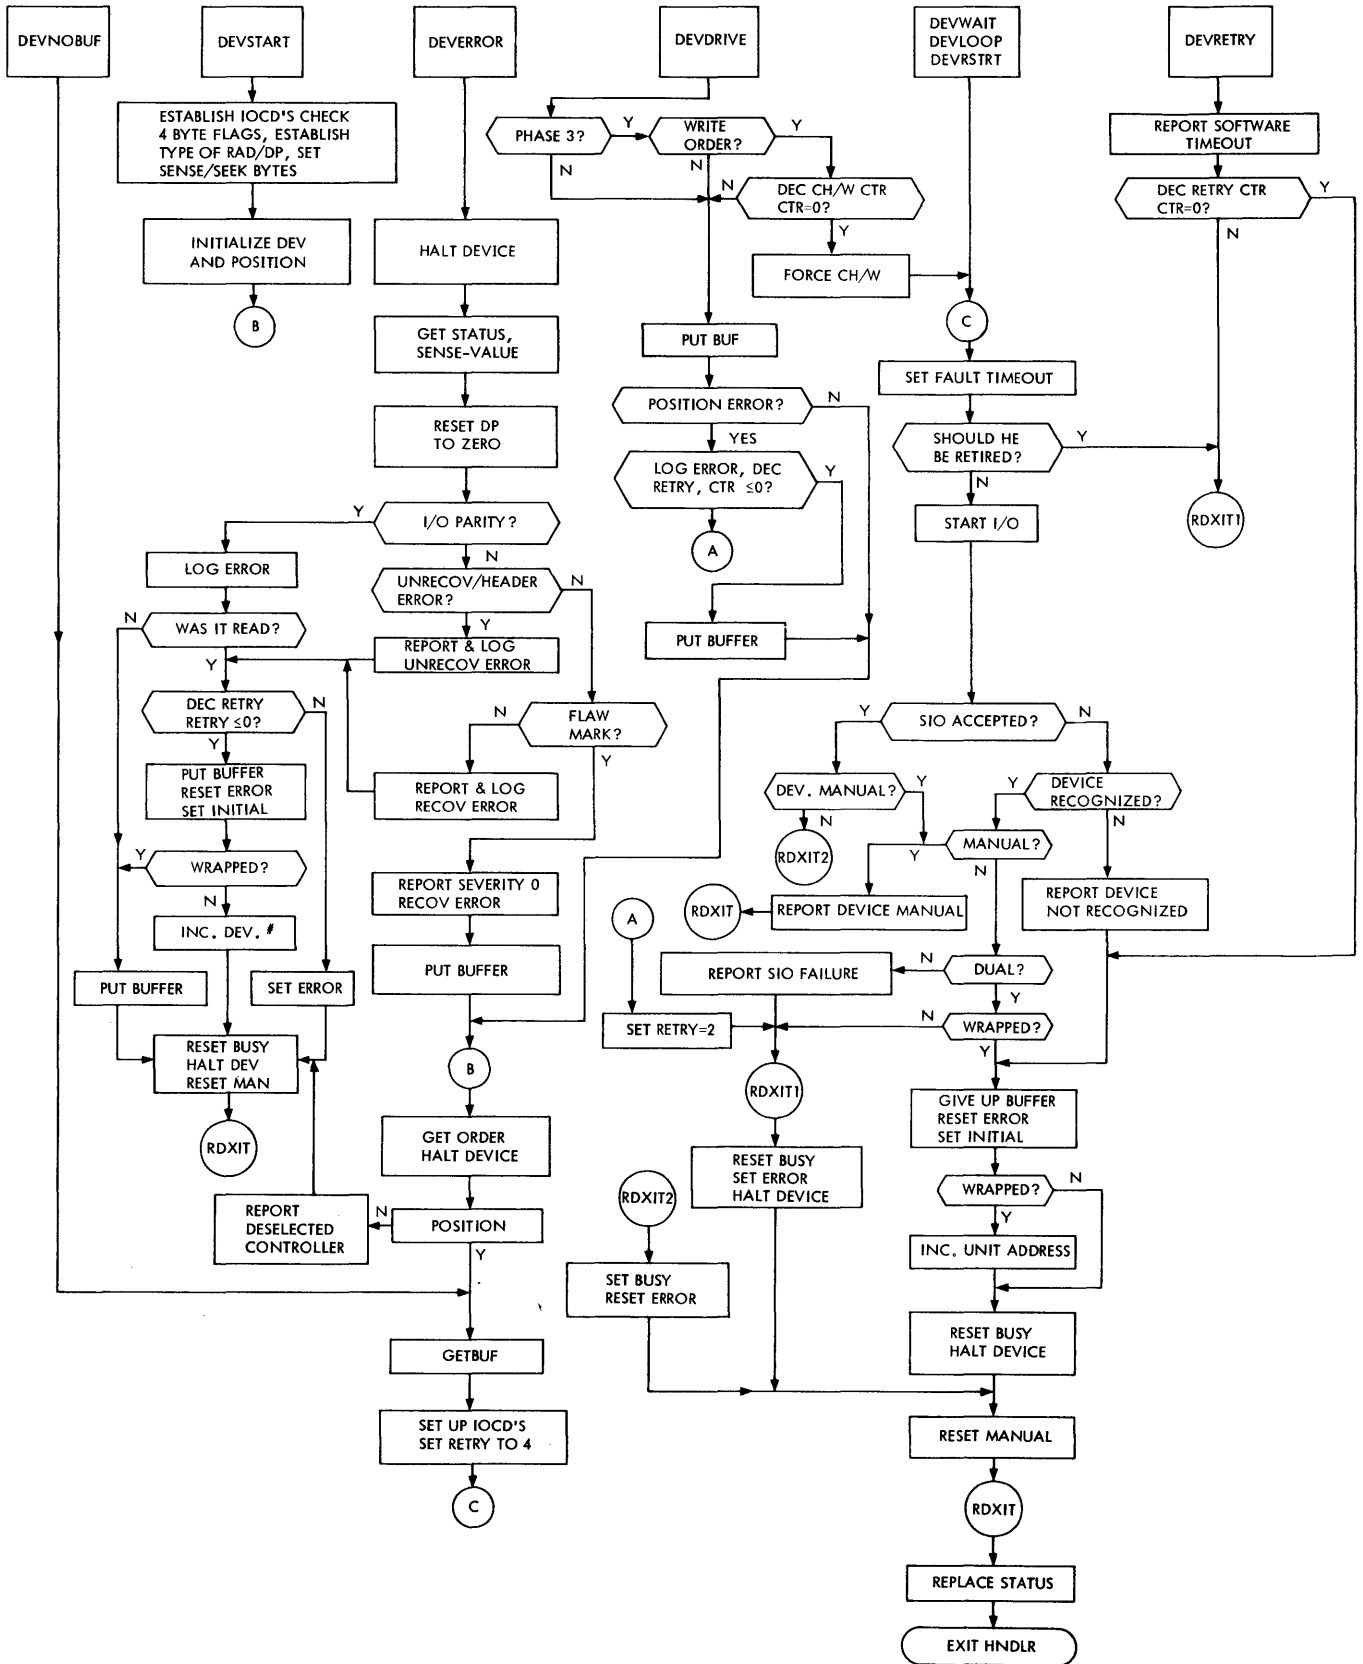 DEVNOBUF
DEVSTART
DEVERROR
DEVDRIVE
DEVWAIT
DEVLOOP
DEVRSTRT
DEVRETRY
ESTABLISH IOCD'S CHECK
4 BYTE FLAGS, ESTABLISH
TYPE OF RAD/DP, SET
SENSE/SEEK BYTES
INITIALIZE DEV
AND POSITION
B
HALT DEVICE
GET STATUS,
SENSE-VALUE
RESET DP
TO ZERO
I/O PARITY?
Y
N
LOG ERROR
WAS IT READ?
N
Y
UNRECOV/HEADER
ERROR?
N
Y
REPORT & LOG
UNRECOV ERROR
DEC RETRY
RETRY ≤0?
N
Y
FLAW
MARK?
N
Y
PUT BUFFER
RESET ERROR
SET INITIAL
REPORT & LOG
RECOV ERROR
WRAPPED?
Y
N
INC. DEV. #
PUT BUFFER
SET ERROR
RESET BUSY
HALT DEV
RESET MAN
RDXIT
REPORT SEVERITY 0
RECOV ERROR
PUT BUFFER
B
GET ORDER
HALT DEVICE
POSITION
N
Y
REPORT
DESELECTED
CONTROLLER
GETBUF
SET UP IOCD'S
SET RETRY TO 4
C
PHASE 3?
Y
N
WRITE
ORDER?
Y
N
DEC CH/W CTR
CTR=0?
N
Y
FORCE CH/W
PUT BUF
POSITION ERROR?
N
YES
LOG ERROR, DEC
RETRY, CTR ≤0?
Y
A
PUT BUFFER
C
SET FAULT TIMEOUT
SHOULD HE
BE RETIRED?
Y
N
START I/O
REPORT SOFTWARE
TIMEOUT
DEC RETRY CTR
CTR=0?
Y
N
RDXIT1
SIO ACCEPTED?
Y
N
DEV. MANUAL?
Y
N
RDXIT2
DEVICE
RECOGNIZED?
Y
N
MANUAL?
Y
N
REPORT DEVICE MANUAL
RDXIT
REPORT DEVICE
NOT RECOGNIZED
A
REPORT SIO FAILURE
DUAL?
N
Y
SET RETRY=2
WRAPPED?
N
Y
RDXIT1
RESET BUSY
SET ERROR
HALT DEVICE
RDXIT2
SET BUSY
RESET ERROR
GIVE UP BUFFER
RESET ERROR
SET INITIAL
WRAPPED?
N
Y
INC. UNIT ADDRESS
RESET BUSY
HALT DEVICE
RESET MANUAL
RDXIT
REPLACE STATUS
EXIT HNDLR